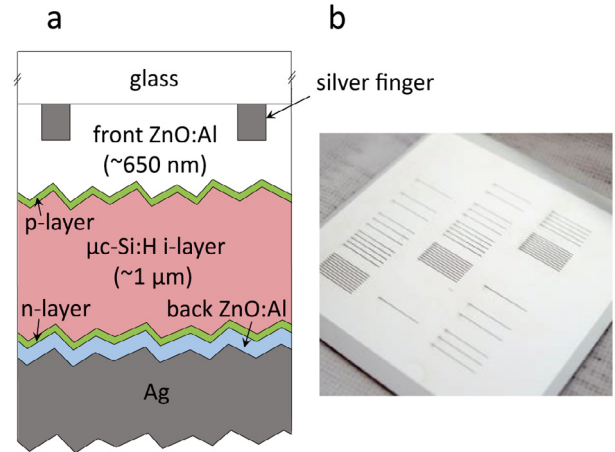 a
b
glass
silver finger
front ZnO:Al
(~650 nm)
p-layer
µc-Si:H i-layer
(~1 µm)
n-layer
back ZnO:Al
Ag